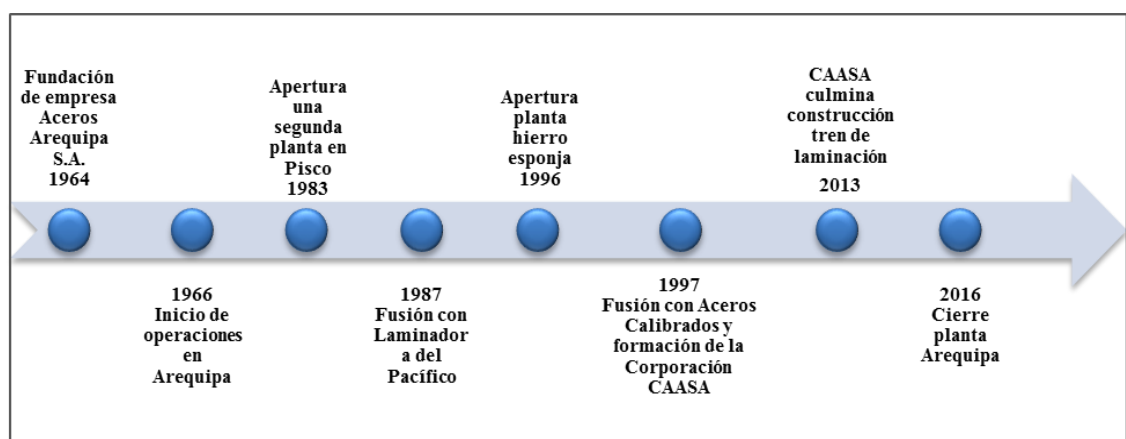 Fundación
de empresa
Aceros
Arequipa
S.A.
1964
1966
Inicio de
operaciones
en
Arequipa
Apertura
una
segunda
planta en
Pisco
1983
1987
Fusión con
Laminador
a del
Pacífico
Apertura
planta
hierro
esponja
1996
1997
Fusión con Aceros
Calibrados y
formación de la
Corporación
CAASA
CAASA
culmina
construcción
tren de
laminación
2013
2016
Cierre
planta
Arequipa